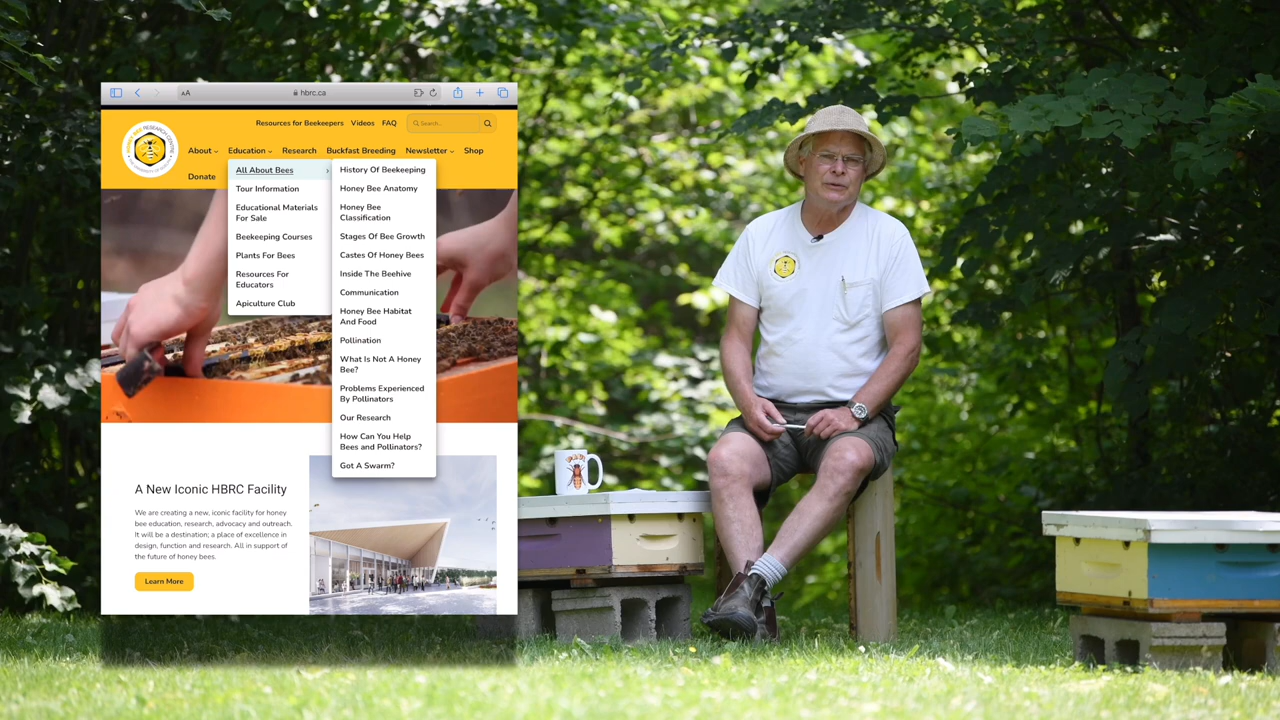 AA
hbrc.ca
Resources for Beekeepers Videos FAQ Search...
HONEY BEE RESEARCH CENTRE
About Education Research Buckfast Breeding Newsletter Shop
Donate
All About Bees
Tour Information
Educational Materials
For Sale
Beekeeping Courses
Plants For Bees
Resources For
Educators
Apiculture Club
History Of Beekeeping
Honey Bee Anatomy
Honey Bee
Classification
Stages Of Bee Growth
Castes Of Honey Bees
Inside The Beehive
Communication
Honey Bee Habitat
And Food
Pollination
What Is Not A Honey
Bee?
Problems Experienced
By Pollinators
Our Research
How Can You Help
Bees and Pollinators?
Got A Swarm?
A New Iconic HBRC Facility
We are creating a new, iconic facility for honey
bee education, research, advocacy and outreach.
It will be a destination; a place of excellence in
design, function and research. All in support of
the future of honey bees.
Learn More